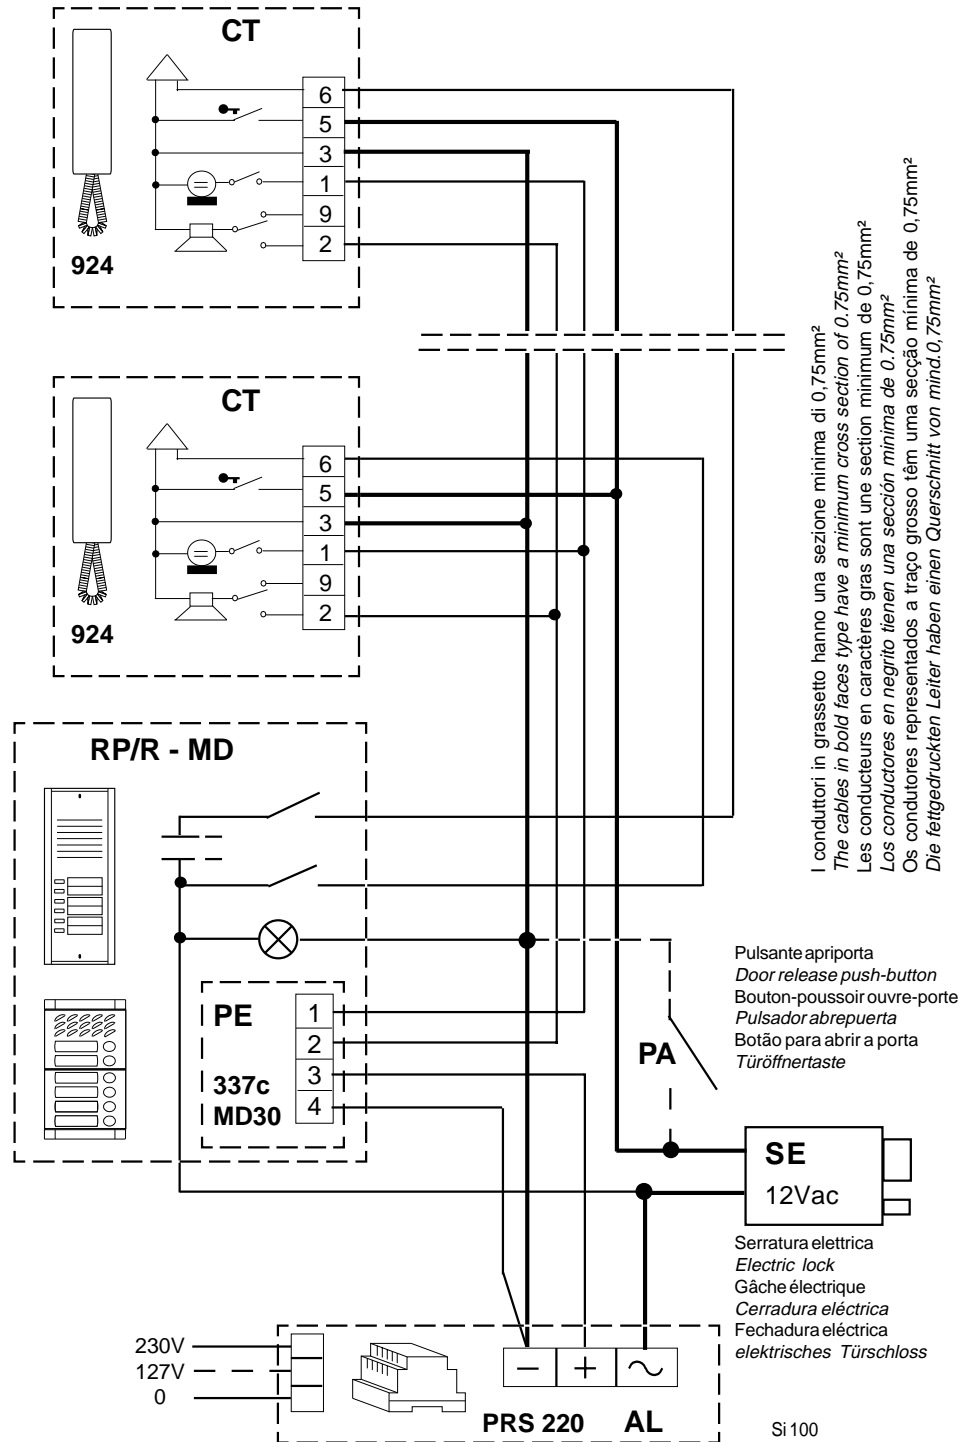 CT
6
5
3
1
9
2
924
CT
6
5
3
1
9
2
924
RP/R - MD
PE
337c
MD30
1
2
3
4
I conduttori in grassetto hanno una sezione minima di 0,75mm²
The cables in bold faces type have a minimum cross section of 0.75mm²
Les conducteurs en caractères gras sont une section minimum de 0,75mm²
Los conductores en negrito tienen una sección minima de 0.75mm²
Os condutores representados a traço grosso têm uma secção mínima de 0,75mm²
Die fettgedruckten Leiter haben einen Querschnitt von mind.0,75mm²
Pulsante apriporta
Door release push-button
Bouton-poussoir ouvre-porte
Pulsador abrepuerta
Botão para abrir a porta
Türöffnertaste
PA
SE
12Vac
Serratura elettrica
Electric lock
Gâche électrique
Cerradura eléctrica
Fechadura eléctrica
elektrisches Türschloss
230V
127V
0
− + ~
PRS 220 AL
Si 100